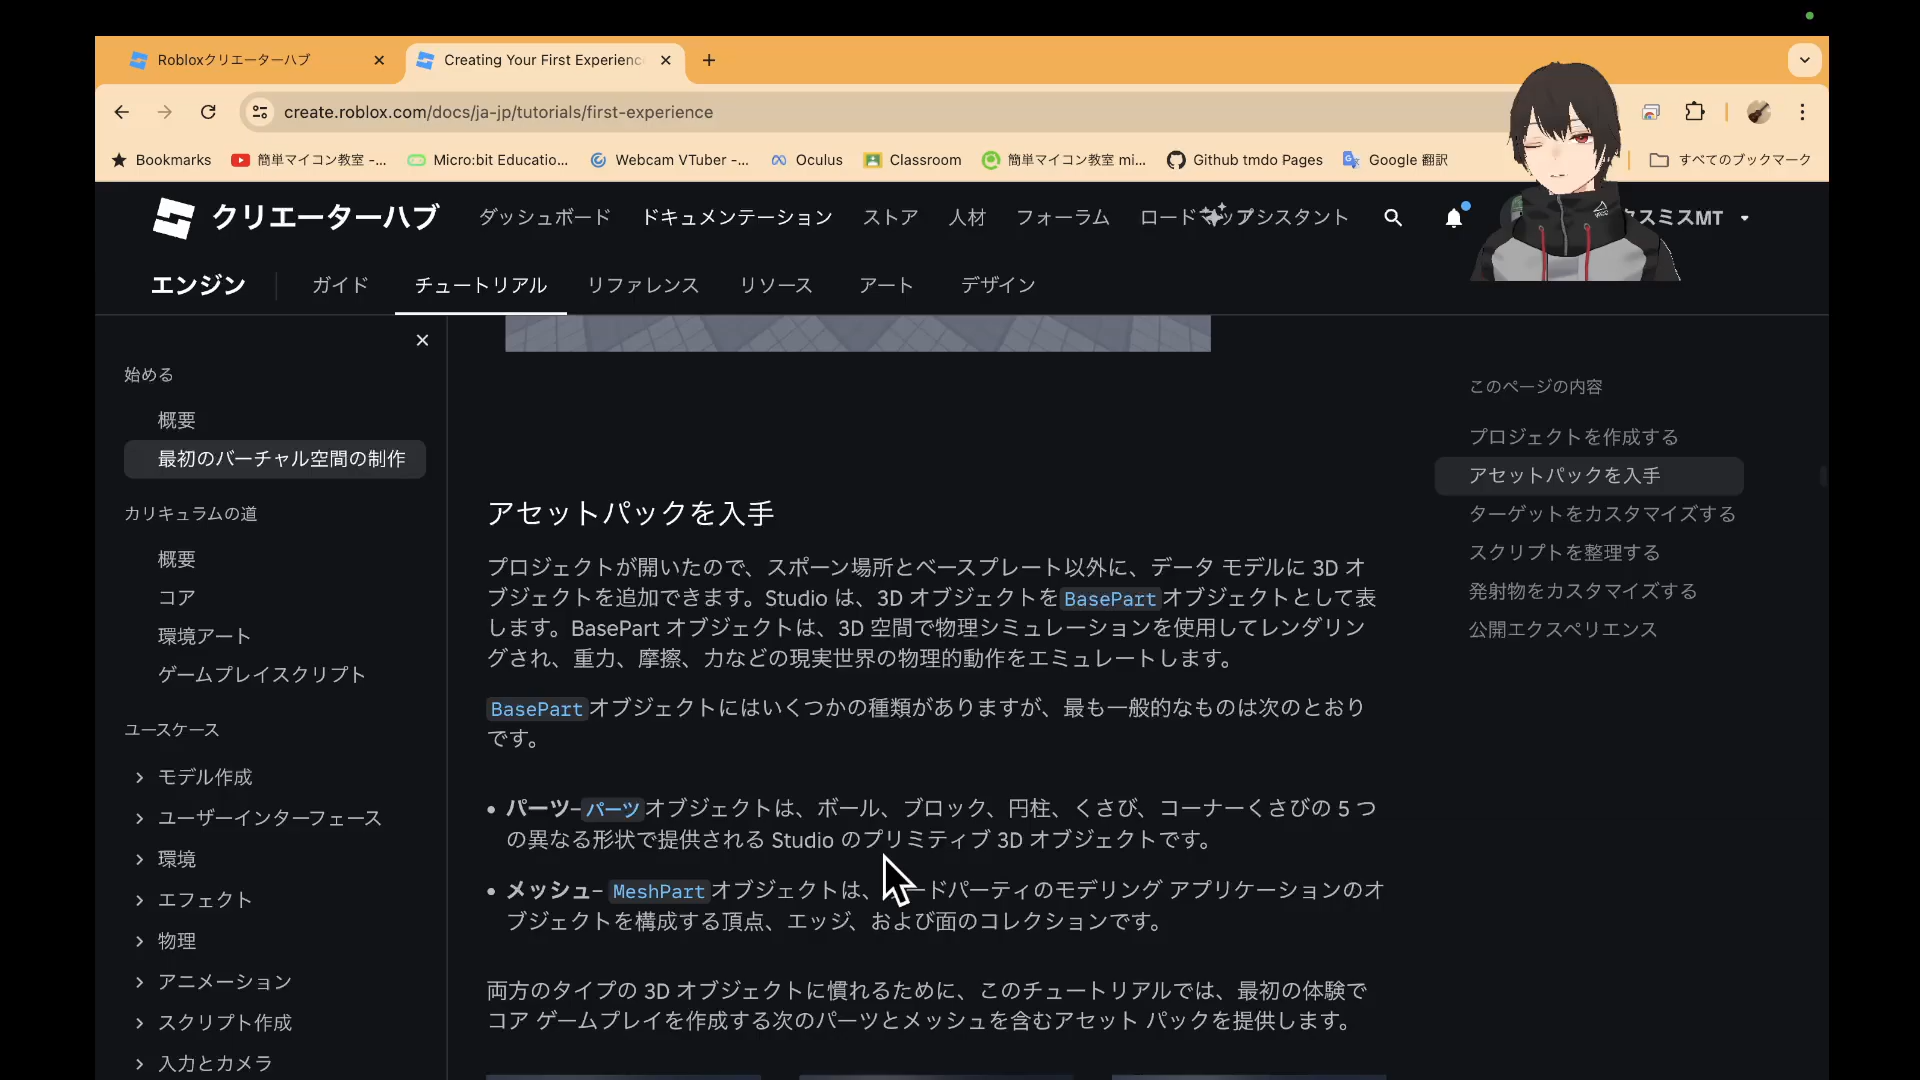 Robloxクリエーターハブ
Creating Your First Experienc
create.roblox.com/docs/ja-jp/tutorials/first-experience
Bookmarks 簡単マイコン教室 -... Micro:bit Educatio... Webcam VTuber -... Oculus Classroom 簡単マイコン教室 mi... Github tmdo Pages Google 翻訳 すべてのブックマーク
クリエーターハブ ダッシュボード ドキュメンテーション ストア 人材 フォーラム ロード ップシスタント スミスMT
エンジン ガイド チュートリアル リファレンス リソース アート デザイン
始める
概要
最初のバーチャル空間の制作
カリキュラムの道
概要
コア
環境アート
ゲームプレイスクリプト
ユースケース
モデル作成
ユーザーインターフェース
環境
エフェクト
物理
アニメーション
スクリプト作成
入力とカメラ
アセットパックを入手
プロジェクトが開いたので、スポーン場所とベースプレート以外に、データ モデルに 3D オ
ブジェクトを追加できます。Studio は、3D オブジェクトをBasePartオブジェクトとして表
します。BasePart オブジェクトは、3D 空間で物理シミュレーションを使用してレンダリン
グされ、重力、摩擦、力などの現実世界の物理的動作をエミュレートします。
BasePartオブジェクトにはいくつかの種類がありますが、最も一般的なものは次のとおり
です。
• パーツ–パーツオブジェクトは、ボール、ブロック、円柱、くさび、コーナーくさびの 5 つ
の異なる形状で提供される Studio のプリミティブ 3D オブジェクトです。
• メッシュ– MeshPartオブジェクトは、 ードパーティのモデリング アプリケーションのオ
ブジェクトを構成する頂点、エッジ、および面のコレクションです。
両方のタイプの 3D オブジェクトに慣れるために、このチュートリアルでは、最初の体験で
コア ゲームプレイを作成する次のパーツとメッシュを含むアセット パックを提供します。
このページの内容
プロジェクトを作成する
アセットパックを入手
ターゲットをカスタマイズする
スクリプトを整理する
発射物をカスタマイズする
公開エクスペリエンス